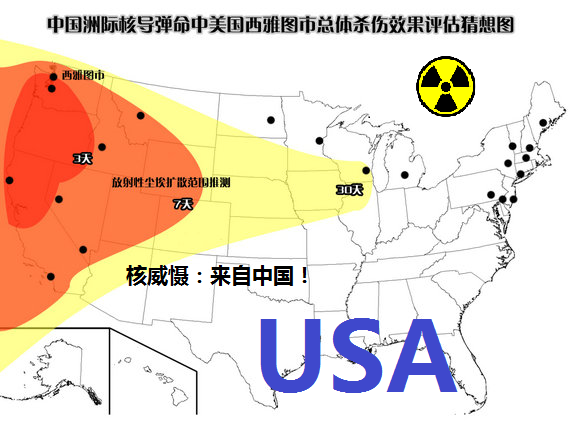 中国洲际核导弹命中美国西雅图市总体杀伤效果评估猜想图
西雅图市
3天
放射性尘埃扩散范围推测
30天
7天
核威慑：来自中国！
USA